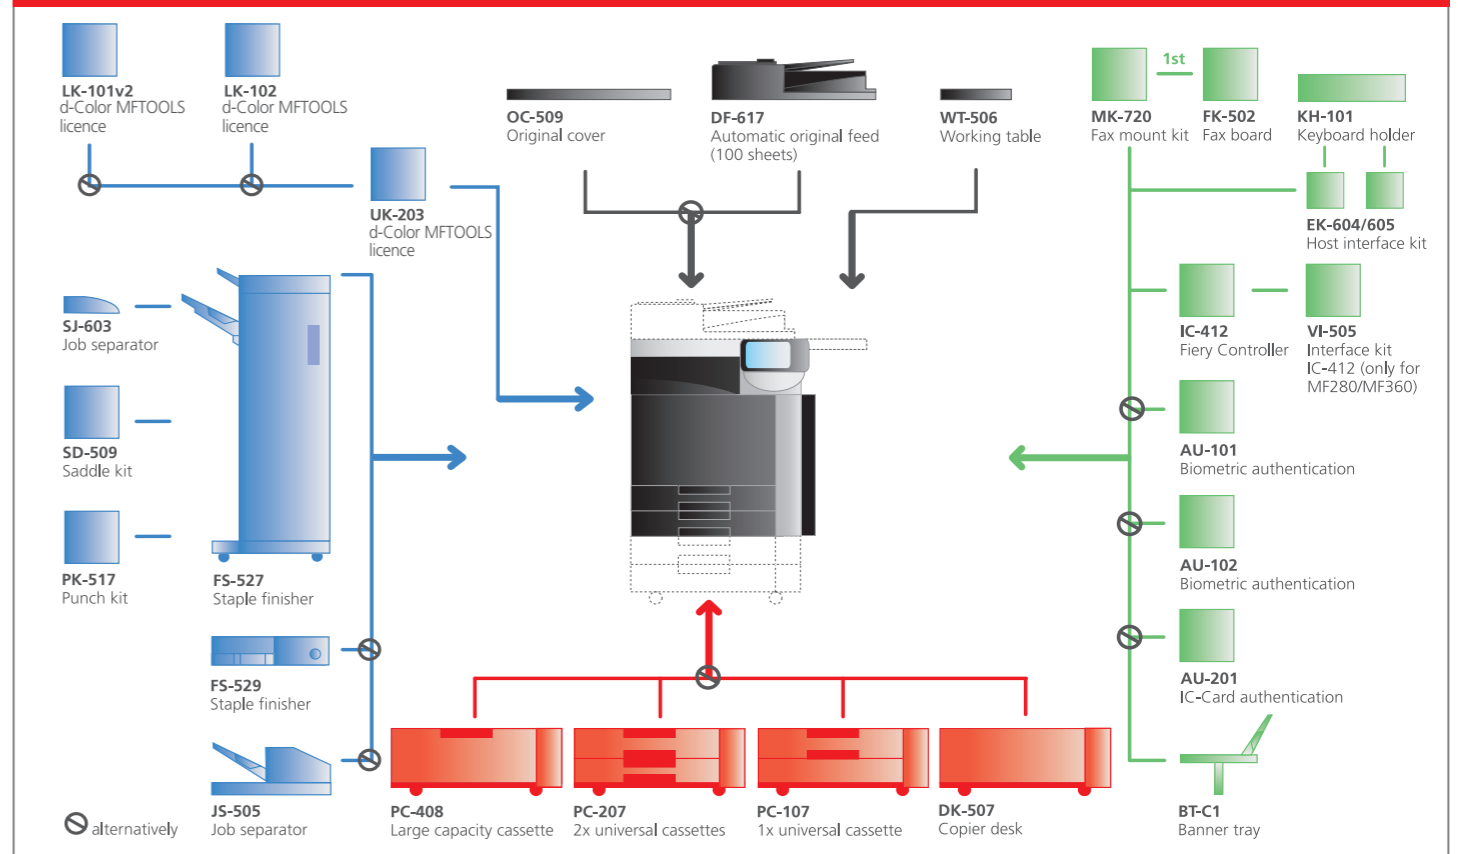 LK-101v2
d-Color MFTOOLS
licence
LK-102
d-Color MFTOOLS
licence
UK-203
d-Color MFTOOLS
licence
OC-509
Original cover
DF-617
Automatic original feed
(100 sheets)
WT-506
Working table
MK-720
Fax mount kit
1st
FK-502
Fax board
KH-101
Keyboard holder
EK-604/605
Host interface kit
SJ-603
Job separator
SD-509
Saddle kit
PK-517
Punch kit
FS-527
Staple finisher
FS-529
Staple finisher
JS-505
Job separator
IC-412
Fiery Controller
VI-505
Interface kit
IC-412 (only for
MF280/MF360)
AU-101
Biometric authentication
AU-102
Biometric authentication
AU-201
IC-Card authentication
BT-C1
Banner tray
PC-408
Large capacity cassette
PC-207
2x universal cassettes
PC-107
1x universal cassette
DK-507
Copier desk
alternatively